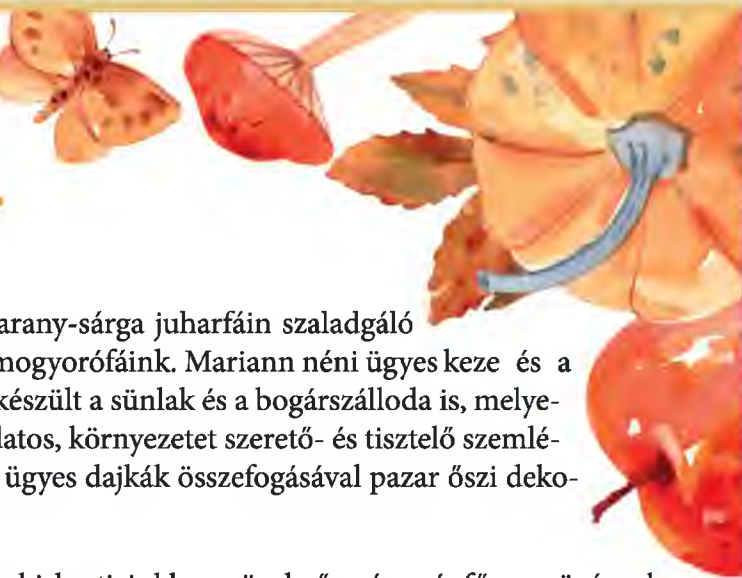 arany-sárga juharfáin szaladgáló
mogyorófáink. Mariann néni ügyes keze és a
készült a sünlak és a bogárszálloda is, melye-
latos, környezetet szerető- és tisztelő szemlé-
ügyes dajkák összefogásával pazar őszi deko-